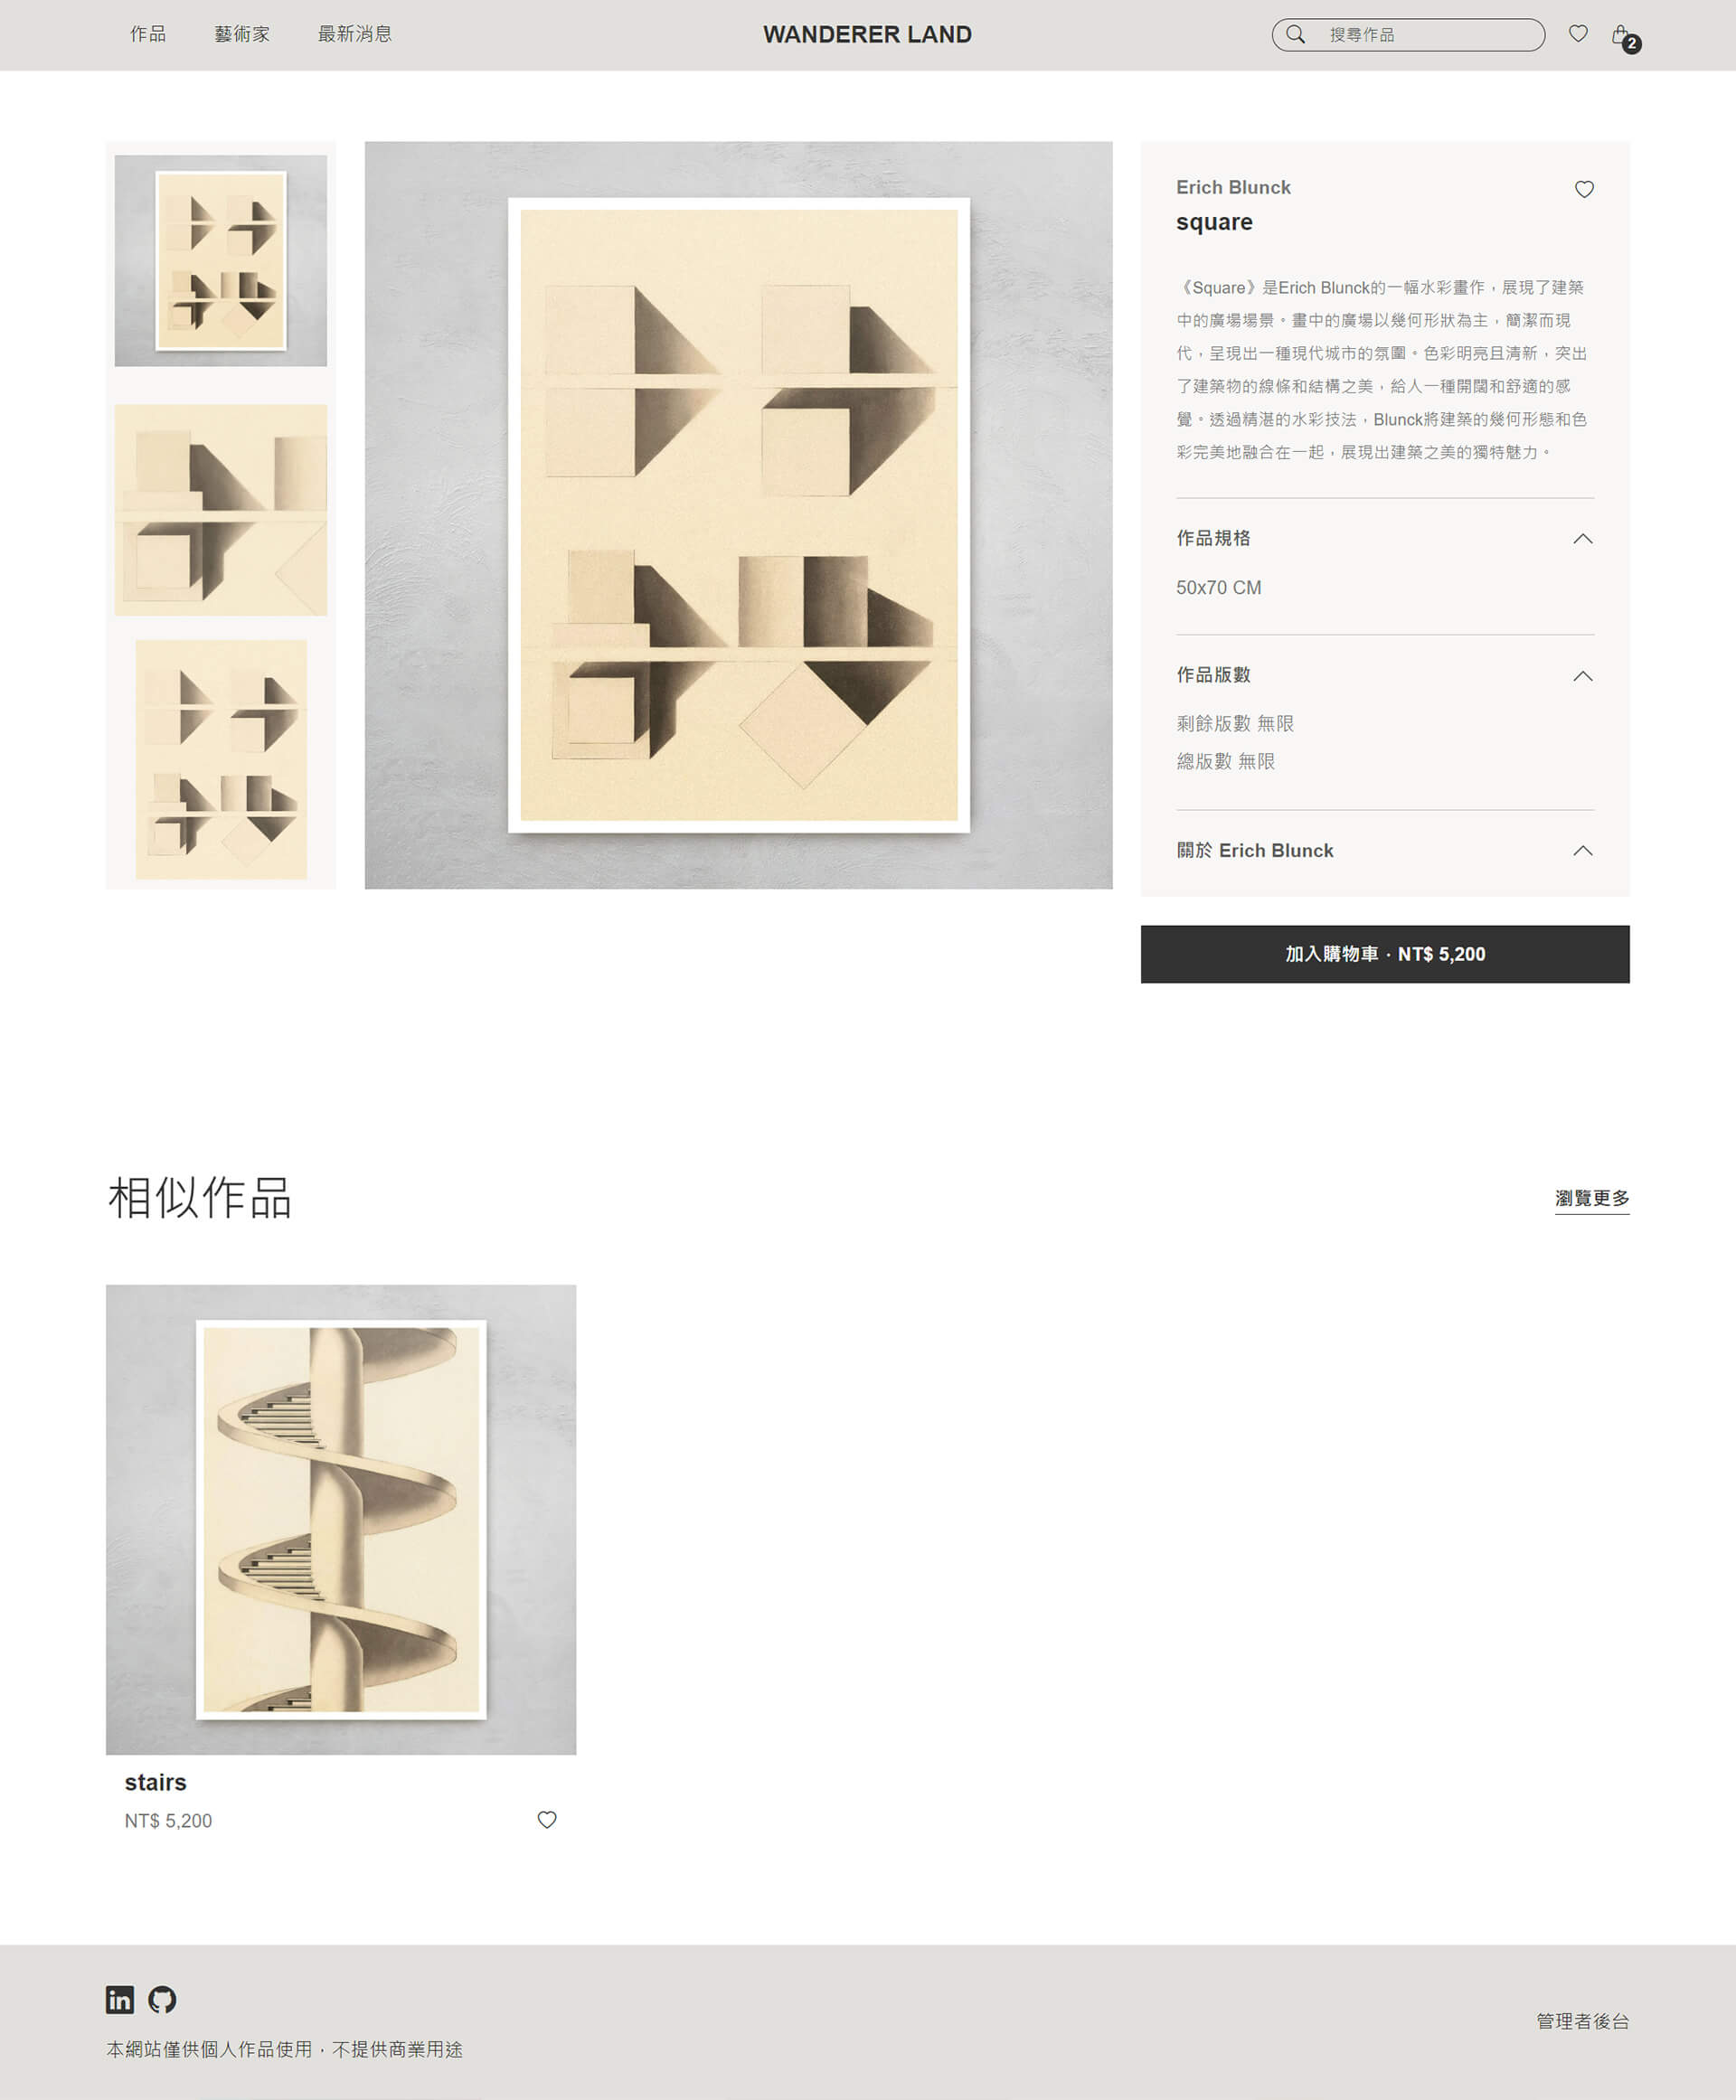 作品 藝術家 最新消息 WANDERER LAND 搜尋作品 2
Erich Blunck
square
《Square》是Erich Blunck的一幅水彩畫作，展現了建築
中的廣場場景。畫中的廣場以幾何形狀為主，簡潔而現
代，呈現出一種現代城市的氛圍。色彩明亮且清新，突出
了建築物的線條和結構之美，給人一種開闊和舒適的感
覺。透過精湛的水彩技法，Blunck將建築的幾何形態和色
彩完美地融合在一起，展現出建築之美的獨特魅力。
作品規格
50x70 CM
作品版數
剩餘版數 無限
總版數 無限
關於 Erich Blunck
加入購物車 · NT$ 5,200
相似作品
瀏覽更多
stairs
NT$ 5,200
in
管理者後台
本網站僅供個人作品使用，不提供商業用途